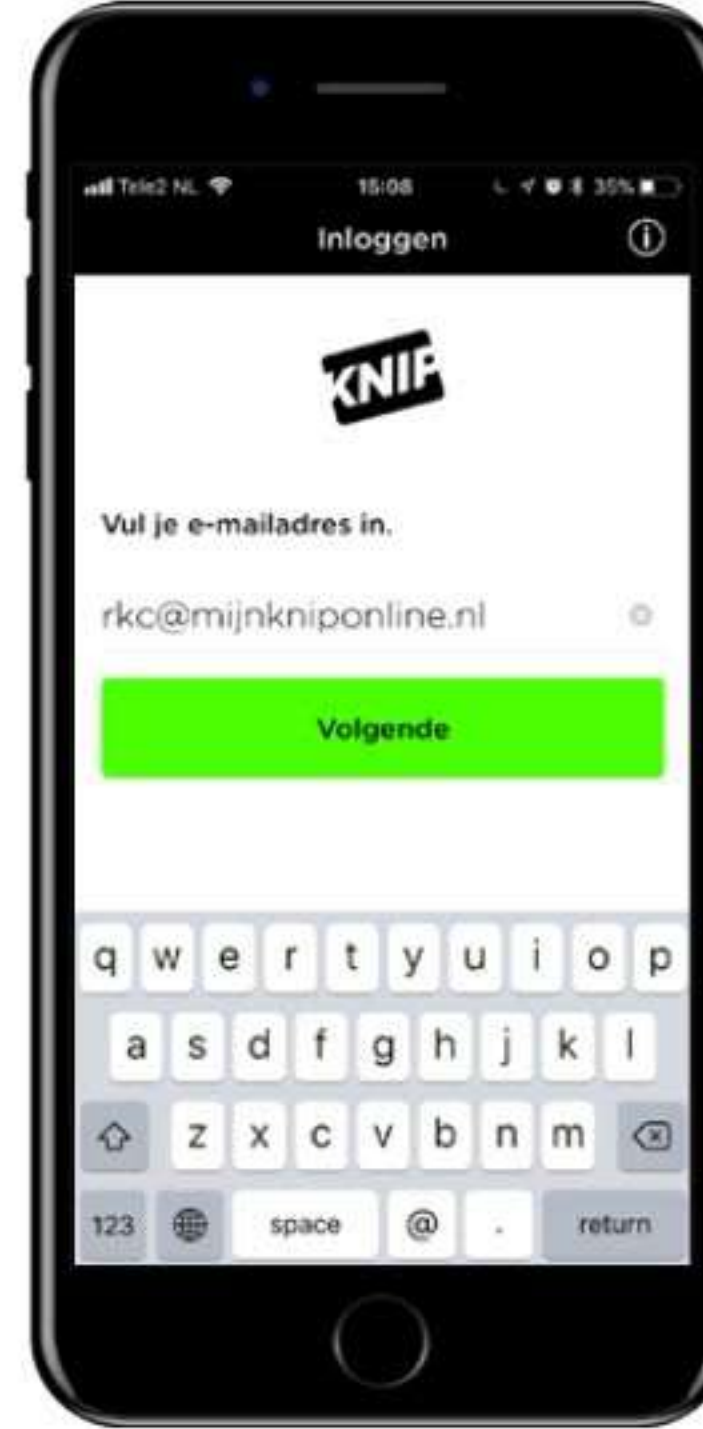 Tele2 NL 15:08 35%
Inloggen
KNIP
Vul je e-mailadres in.
rkc@mijnkniponline.nl
Volgende
q w e r t y u i o p
a s d f g h j k l
z x c v b n m
123 space @ . return